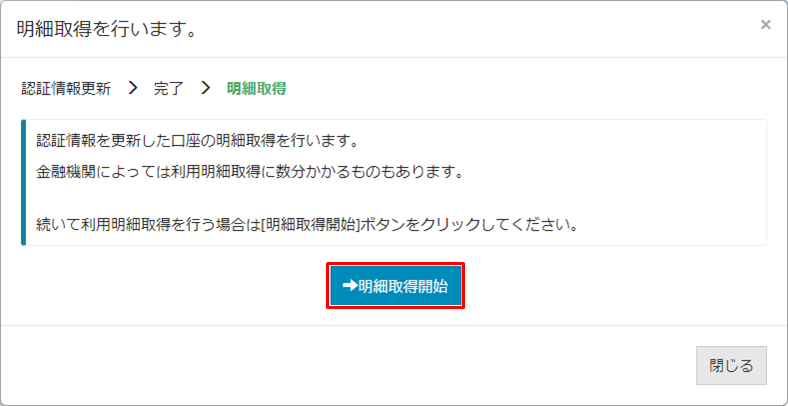 明細取得を行います。
×
認証情報更新 > 完了 > 明細取得
認証情報を更新した口座の明細取得を行います。
金融機関によっては利用明細取得に数分かかるものもあります。
続いて利用明細取得を行う場合は[明細取得開始]ボタンをクリックしてください。
➡明細取得開始
閉じる